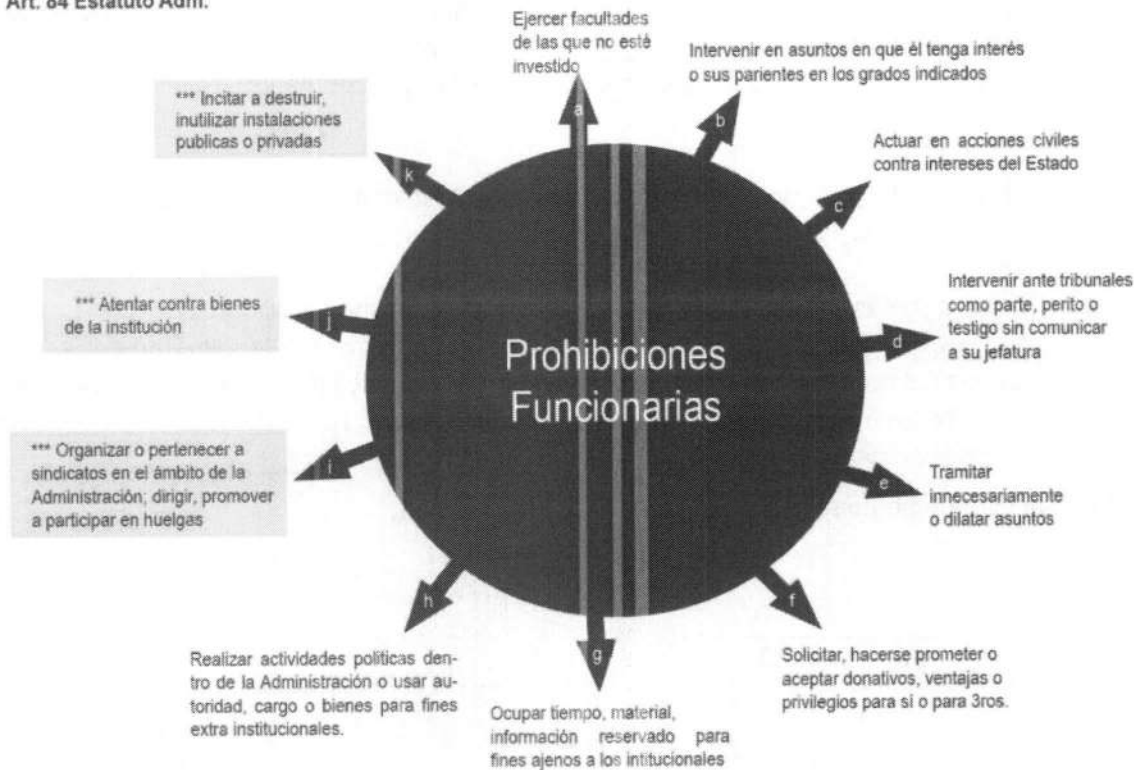 Art. 84 Estatuto Adm.
Prohibiciones
Funcionarias
a
Ejercer facultades
de las que no esté
investido
b
Intervenir en asuntos en que él tenga interés
o sus parientes en los grados indicados
c
Actuar en acciones civiles
contra intereses del Estado
d
Intervenir ante tribunales
como parte, perito o
testigo sin comunicar
a su jefatura
e
Tramitar
innecesariamente
o dilatar asuntos
f
Solicitar, hacerse prometer o
aceptar donativos, ventajas o
privilegios para sí o para 3ros.
g
Ocupar tiempo, material,
información reservado para
fines ajenos a los intitucionales
h
Realizar actividades políticas den-
tro de la Administración o usar au-
toridad, cargo o bienes para fines
extra institucionales.
i
*** Organizar o pertenecer a
sindicatos en el ámbito de la
Administración; dirigir, promover
a participar en huelgas
j
*** Atentar contra bienes
de la institución
k
*** Incitar a destruir,
inutilizar instalaciones
publicas o privadas